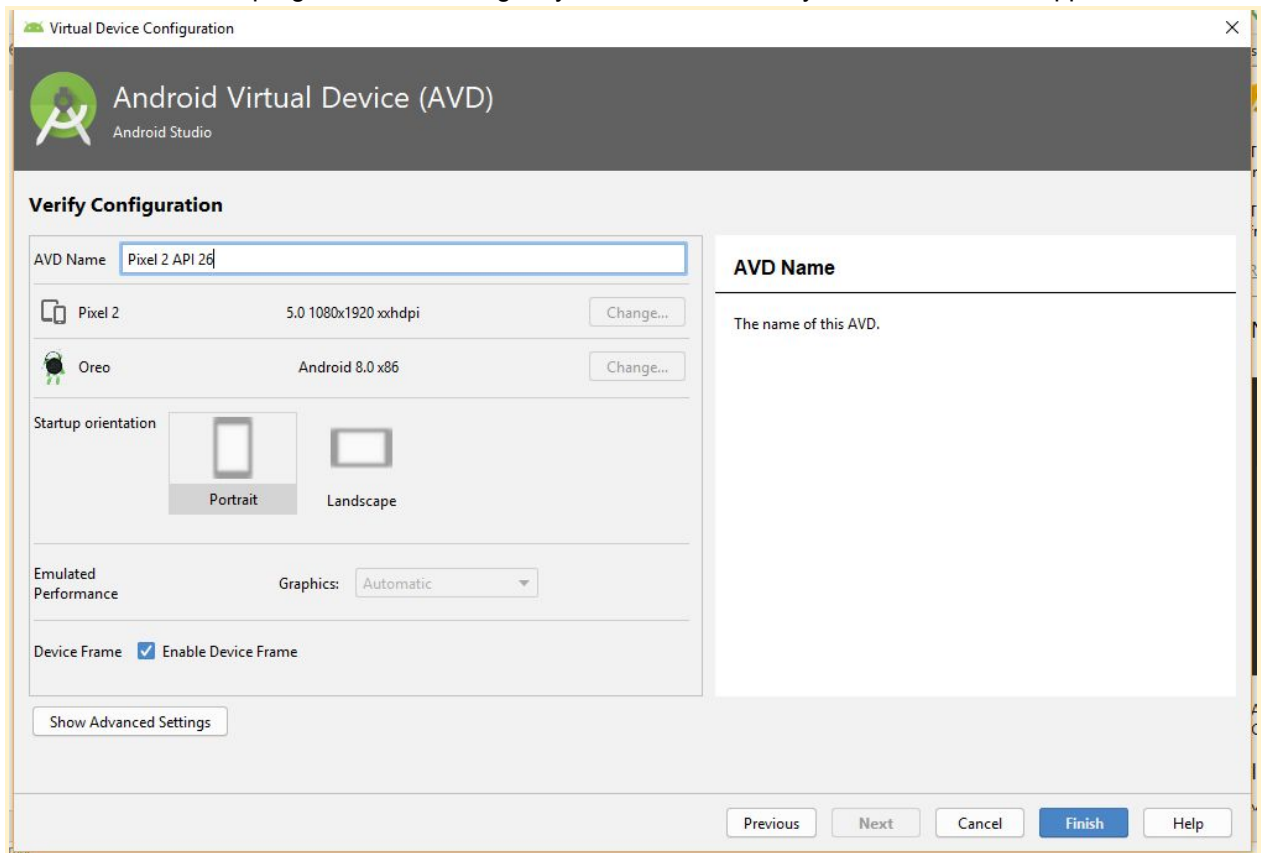 Virtual Device Configuration
Android Virtual Device (AVD)
Android Studio
Verify Configuration
AVD Name Pixel 2 API 26
Pixel 2 5.0 1080x1920 xxhdpi Change...
Oreo Android 8.0 x86 Change...
Startup orientation
Portrait Landscape
Emulated
Performance
Graphics: Automatic
Device Frame Enable Device Frame
Show Advanced Settings
AVD Name
The name of this AVD.
Previous Next Cancel Finish Help